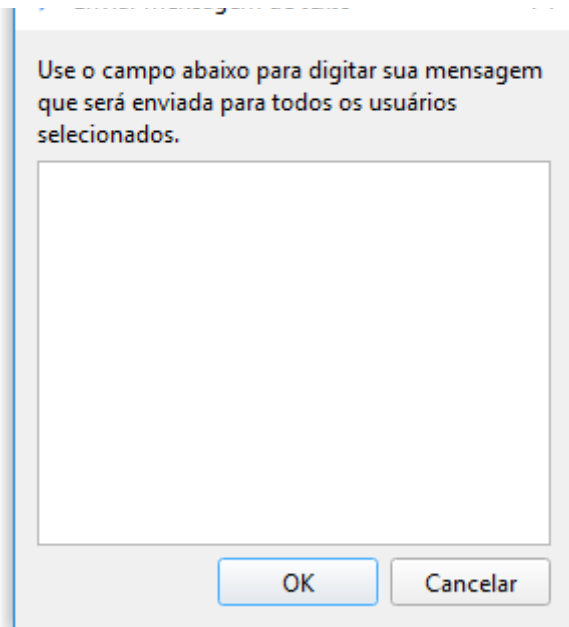 Use o campo abaixo para digitar sua mensagem
que será enviada para todos os usuários
selecionados.
OK
Cancelar